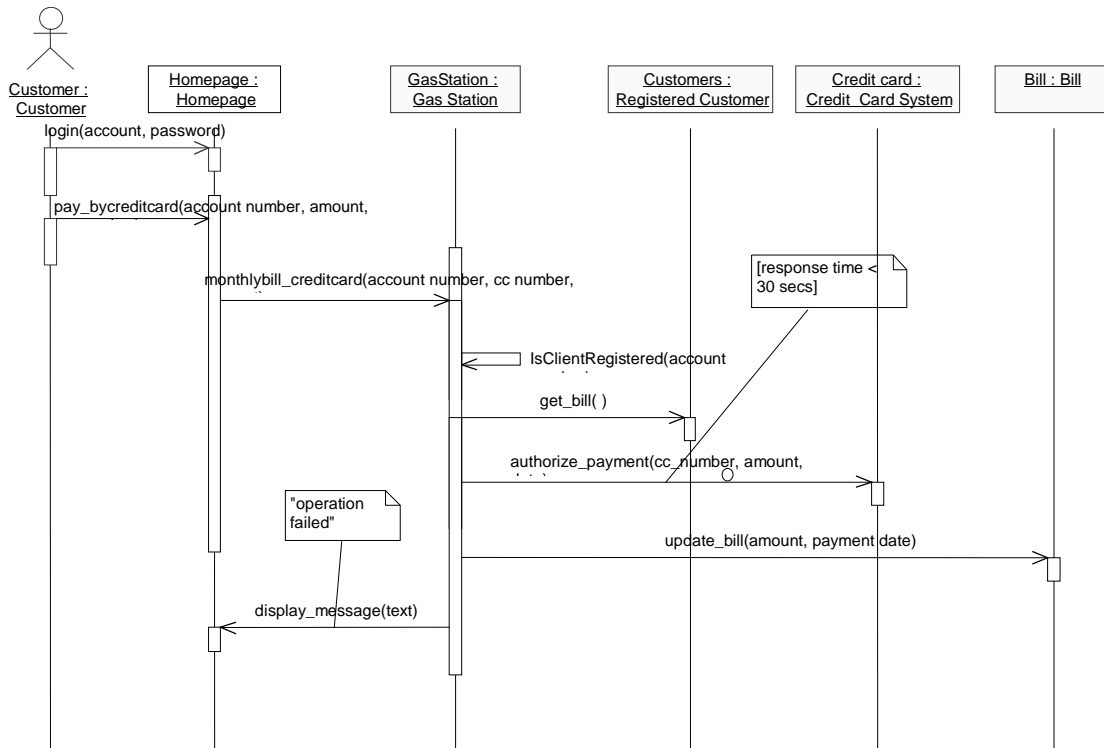 Customer :
Customer
Homepage :
Homepage
GasStation :
Gas Station
Customers :
Registered Customer
Credit card :
Credit_Card System
Bill : Bill
login(account, password)
pay_bycreditcard(account number, amount,
monthlybill_creditcard(account number, cc number,
[response time <
30 secs]
IsClientRegistered(account
get_bill( )
authorize_payment(cc_number, amount,
"operation
failed"
update_bill(amount, payment date)
display_message(text)